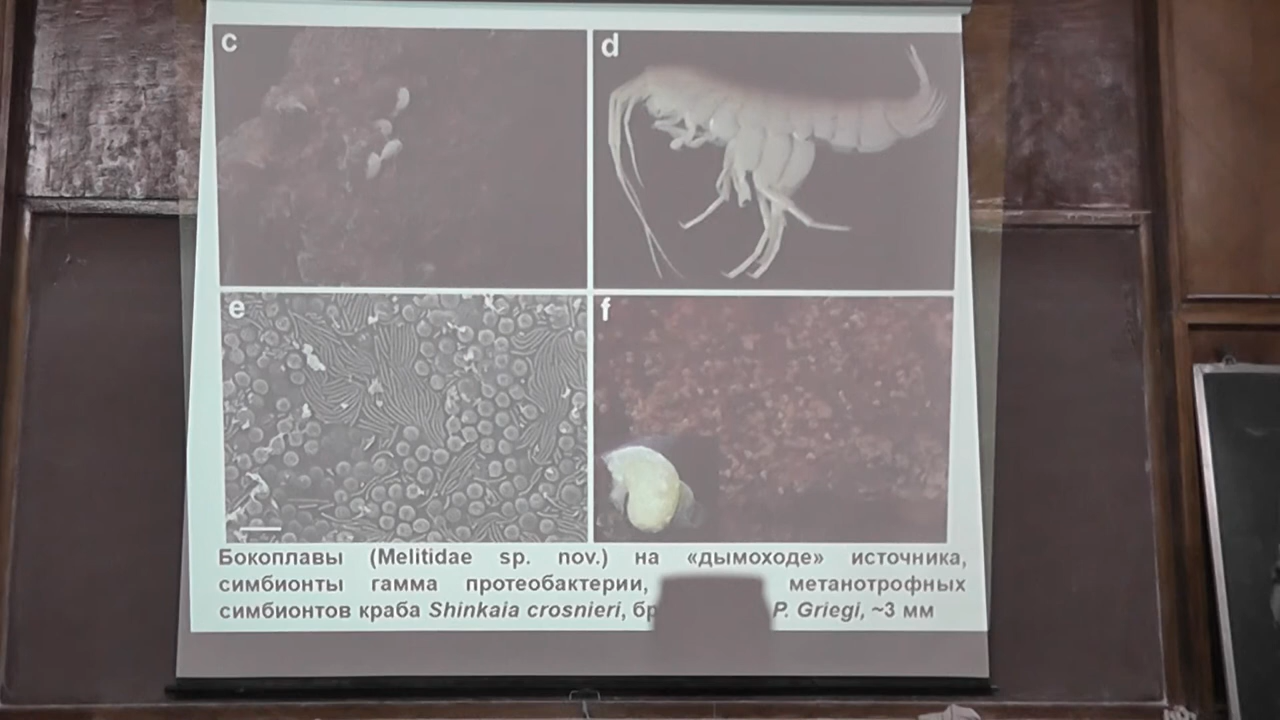 c
d
e
f
Бокоплавы (Melitidae sp. nov.) на «дымоходе» источника,
симбионты гамма протеобактерии, метанотрофных
симбионтов краба Shinkaia crosnieri, P. Griegi, ~3 мм